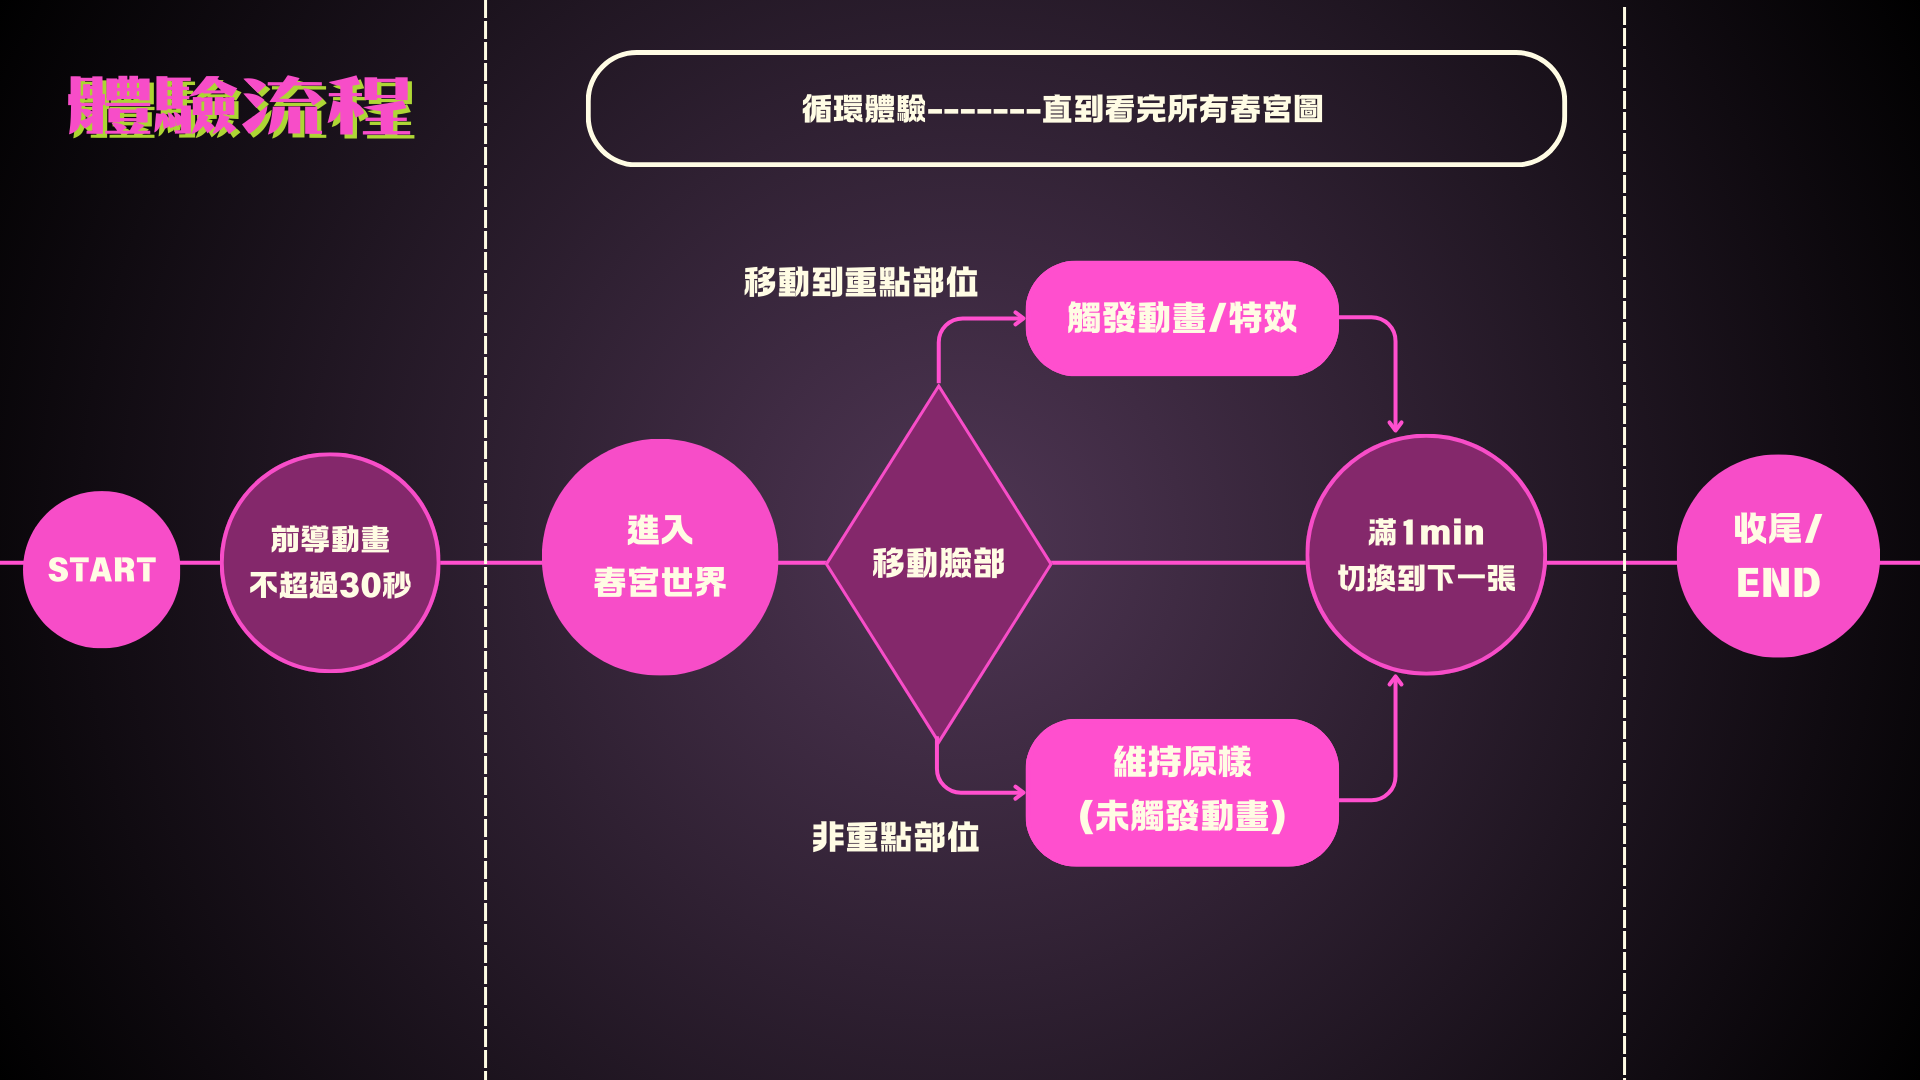 體驗流程
循環體驗-------直到看完所有春宮圖
移動到重點部位
觸發動畫/特效
START
前導動畫
不超過30秒
進入
春宮世界
移動臉部
滿1min
切換到下一張
收尾/
END
維持原樣
(未觸發動畫)
非重點部位